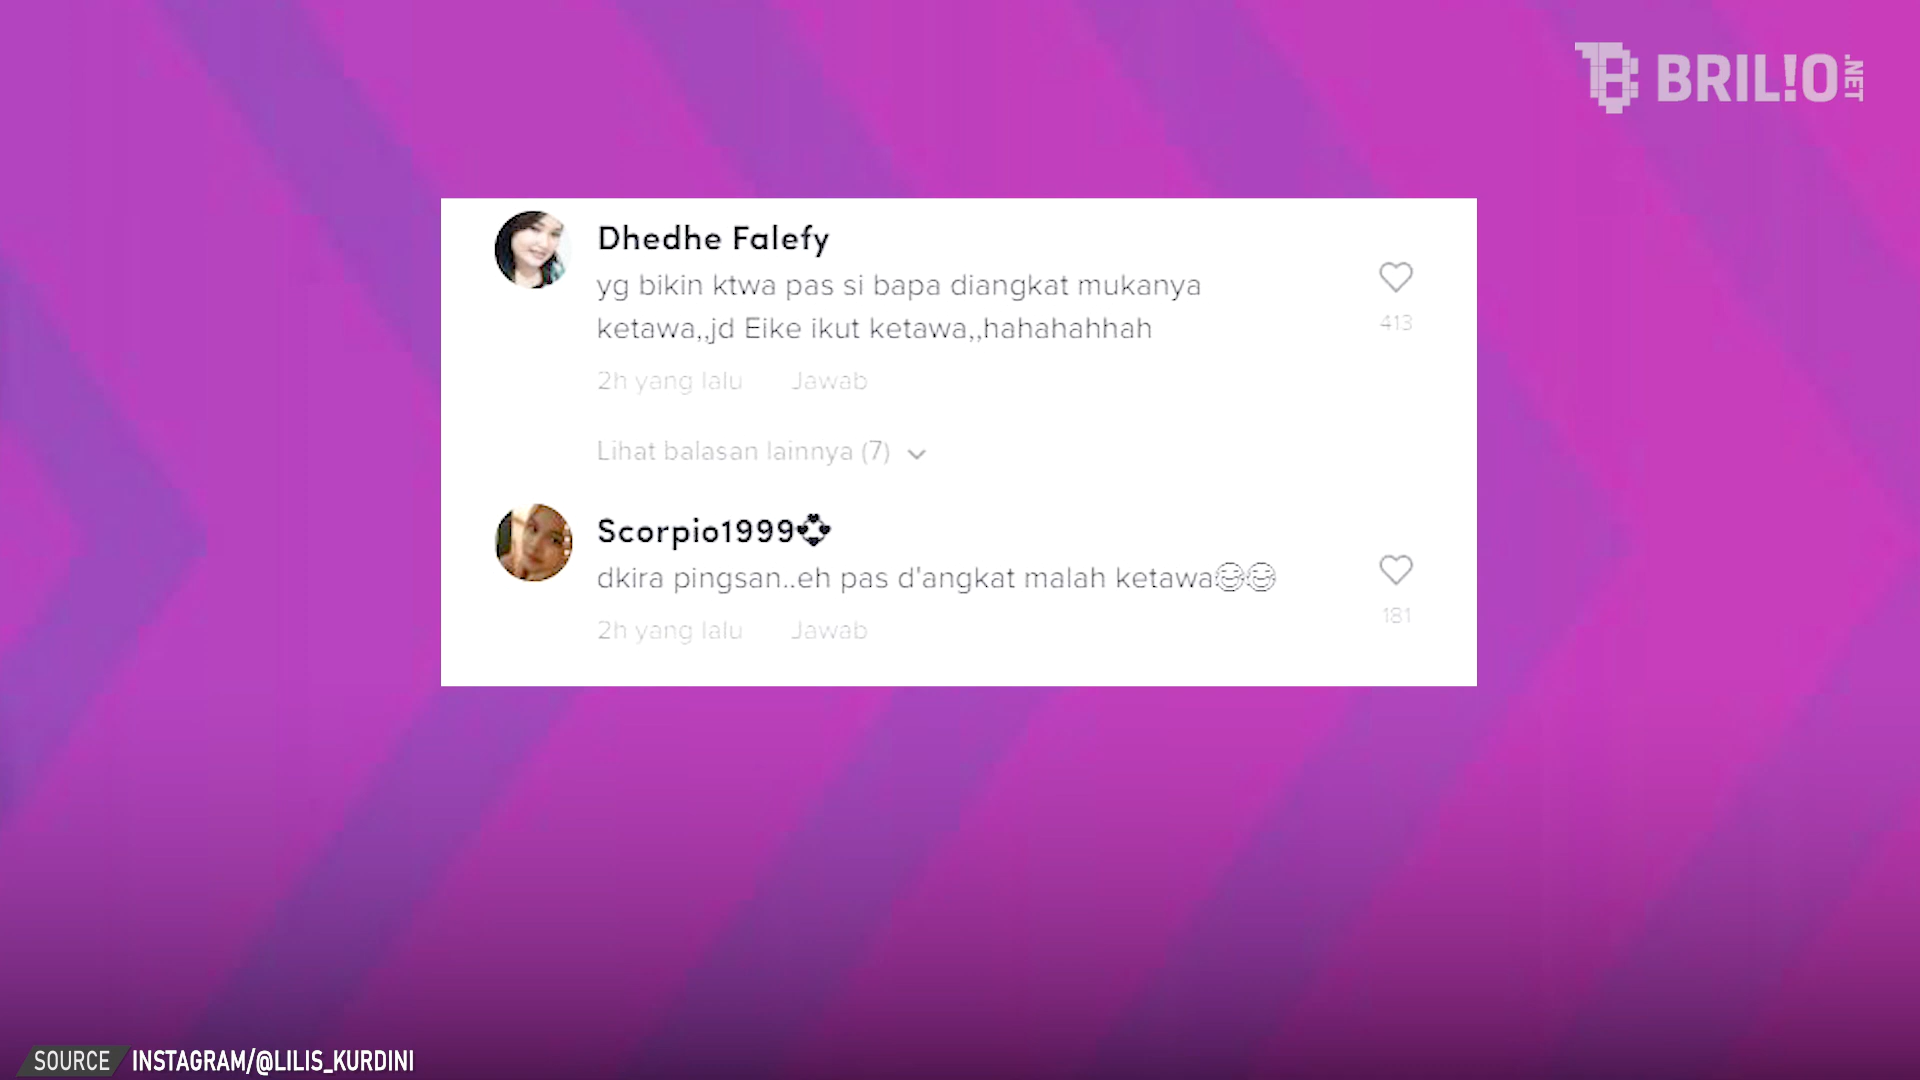 BRIL!O.NET
Dhedhe Falefy
yg bikin ktwa pas si bapa diangkat mukanya
ketawa,,jd Eike ikut ketawa,,hahahahhah
413
2h yang lalu Jawab
Lihat balasan lainnya (7)
Scorpio1999💞
dkira pingsan..eh pas d'angkat malah ketawa😂😂
181
2h yang lalu Jawab
SOURCE INSTAGRAM/@LILIS_KURDINI